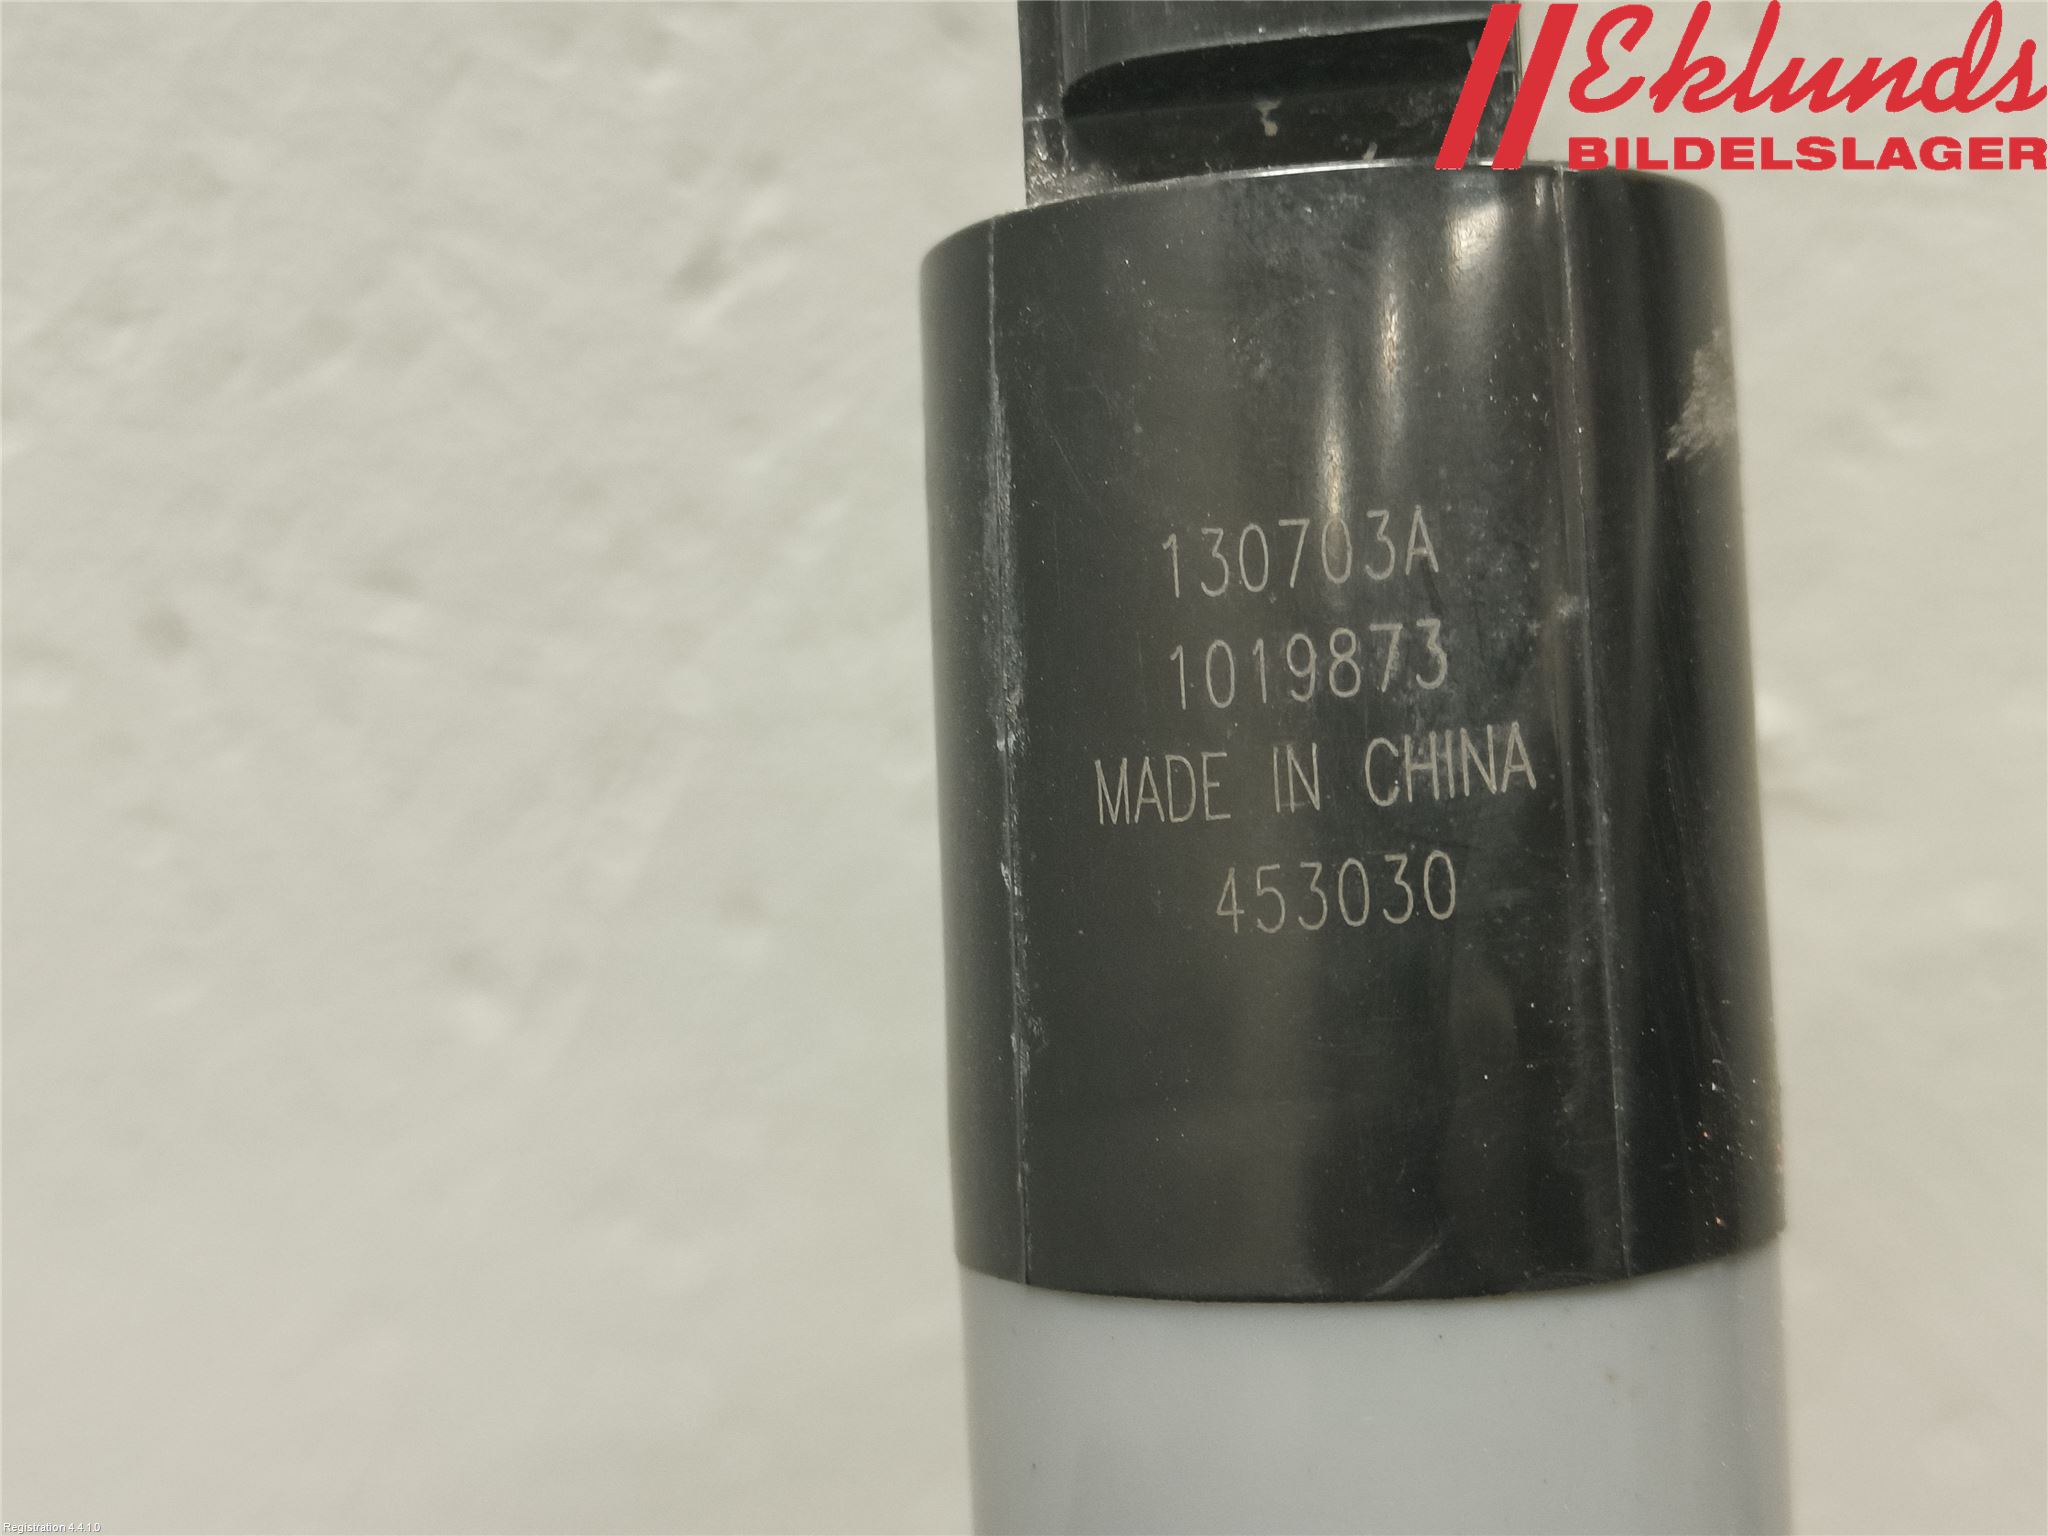 Eklunds
BILDELSLAGER
130703A
1019873
MADE IN CHINA
453030
Registration 4.4.1.0